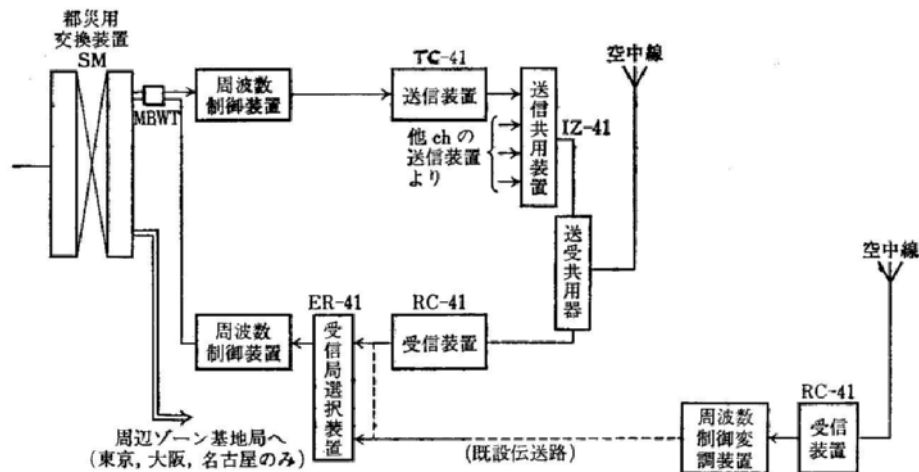 都災用
交換装置
SM
MBWT
周波数
制御装置
TC-41
送信装置
他 ch の
送信装置
より
送信共用装置
IZ-41
空中線
送受共用器
ER-41
RC-41
周波数
制御装置
受信局選択装置
受信装置
周辺ゾーン基地局へ
(東京, 大阪, 名古屋のみ)
(既設伝送路)
空中線
RC-41
周波数
制御変
調装置
受信
装置